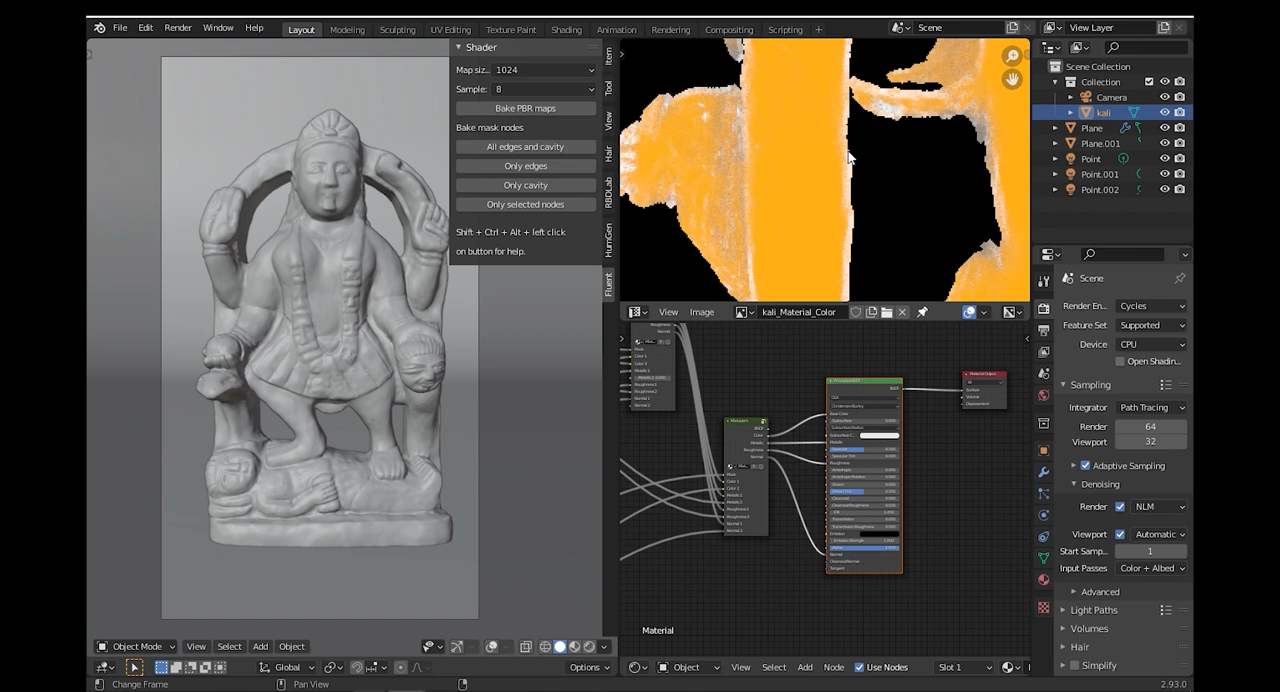 File Edit Render Window Help Layout Modeling Sculpting UV Editing Texture Paint Shading Animation Rendering Compositing Scripting + Scene View Layer
Shader
Map siz.. 1024
Sample: 8
Bake PBR maps
Bake mask nodes
All edges and cavity
Only edges
Only cavity
Only selected nodes
Shift + Ctrl + Alt + left click
on button for help.
Item
Tool
View
Hair
RBDLab
HumGen
Fluent
View Image kali_Material_Color
Material
Scene Collection
Collection
Camera
kali
Plane
Plane.001
Point
Point.001
Point.002
Scene
Render En.. Cycles
Feature Set Supported
Device CPU
Open Shadin..
Sampling
Integrator Path Tracing
Render 64
Viewport 32
Adaptive Sampling
Denoising
Render NLM
Viewport Automatic
Start Samp.. 1
Input Passes Color + Albed
Advanced
Light Paths
Volumes
Hair
Simplify
Object Mode View Select Add Object
Global Options
Object View Select Add Node Use Nodes Slot 1
Change Frame Pan View 2.93.0